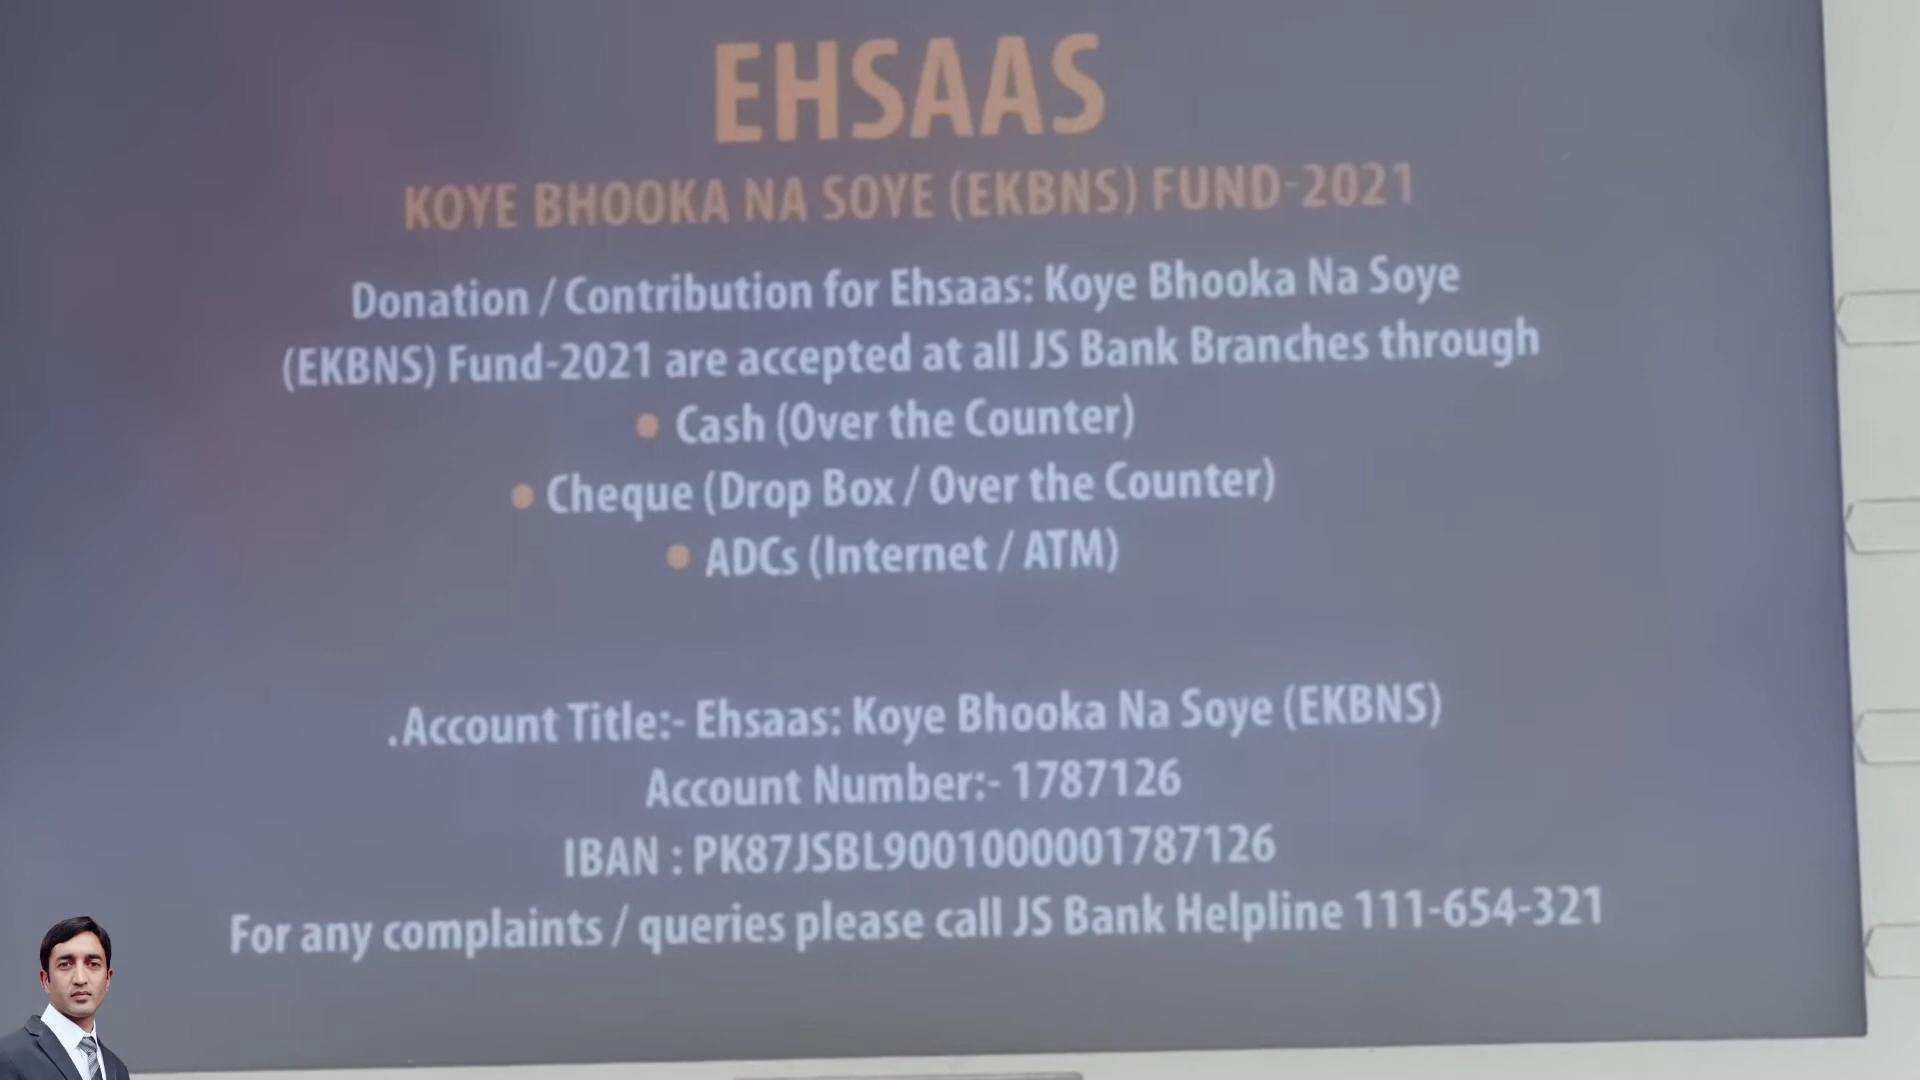 EHSAAS
KOYE BHOOKA NA SOYE (EKBNS) FUND-2021
Donation / Contribution for Ehsaas: Koye Bhooka Na Soye
(EKBNS) Fund-2021 are accepted at all JS Bank Branches through
• Cash (Over the Counter)
• Cheque (Drop Box / Over the Counter)
• ADCs (Internet / ATM)
.Account Title:- Ehsaas: Koye Bhooka Na Soye (EKBNS)
Account Number:- 1787126
IBAN : PK87JSBL9001000001787126
For any complaints / queries please call JS Bank Helpline 111-654-321